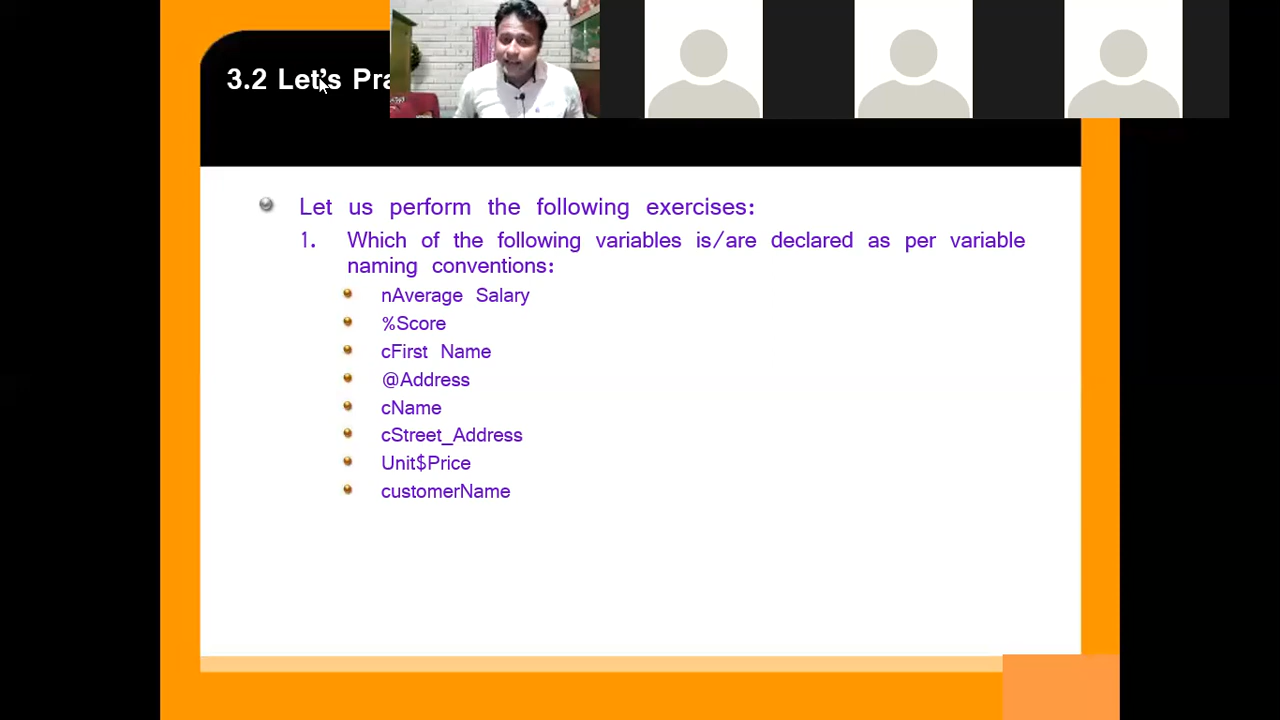 3.2 Let's Pra
Let us perform the following exercises:
1. Which of the following variables is/are declared as per variable
naming conventions:
nAverage Salary
%Score
cFirst Name
@Address
cName
cStreet_Address
Unit$Price
customerName